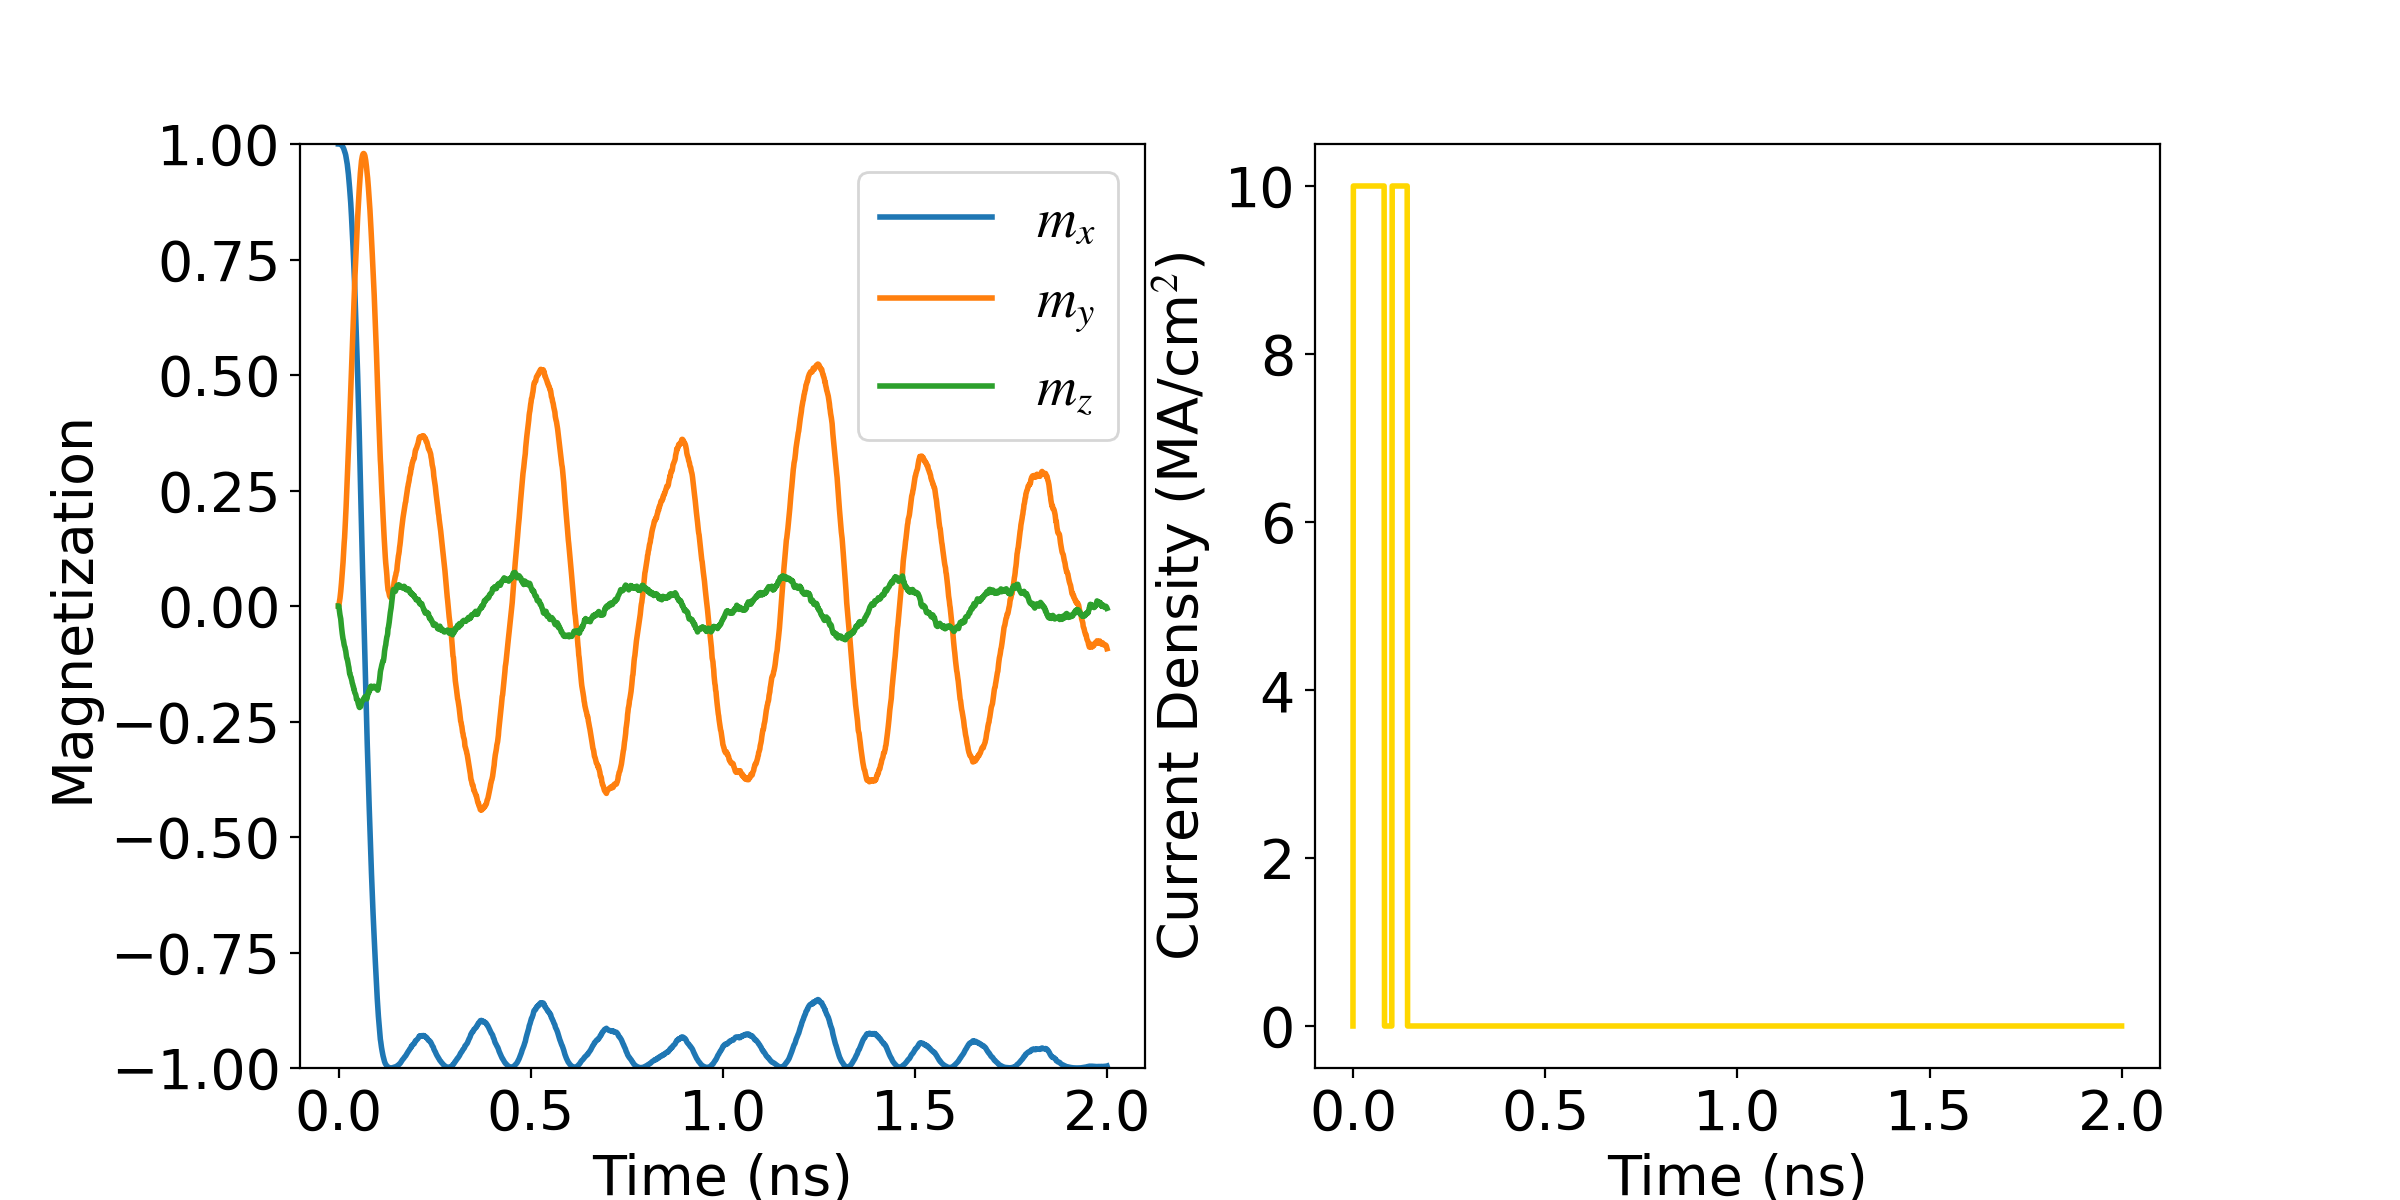 1.00
0.75
0.50
0.25
0.00
−0.25
−0.50
−0.75
−1.00
Magnetization
0.0 0.5 1.0 1.5 2.0
Time (ns)
m_x
m_y
m_z
10
8
6
4
2
0
Current Density (MA/cm²)
0.0 0.5 1.0 1.5 2.0
Time (ns)